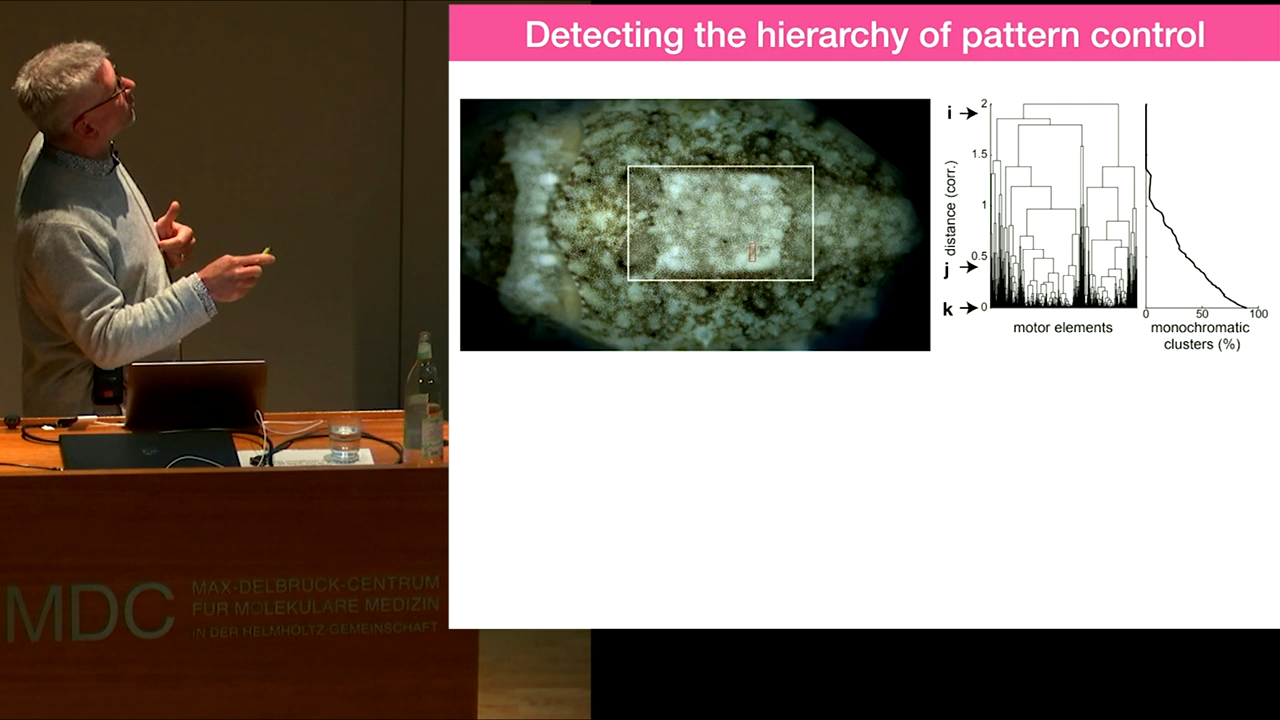 Detecting the hierarchy of pattern control
i
j
k
distance (corr.)
2
1.5
1
0.5
0
motor elements
0
50
100
monochromatic
clusters (%)
MDC
MAX-DELBRÜCK-CENTRUM
FÜR MOLEKULARE MEDIZIN
IN DER HELMHOLTZ-GEMEINSCHAFT